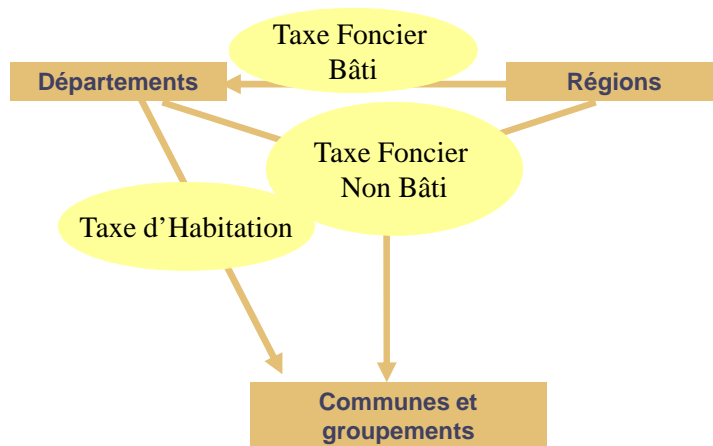 Taxe Foncier
Bâti
Départements
Régions
Taxe Foncier
Non Bâti
Taxe d’Habitation
Communes et
groupements